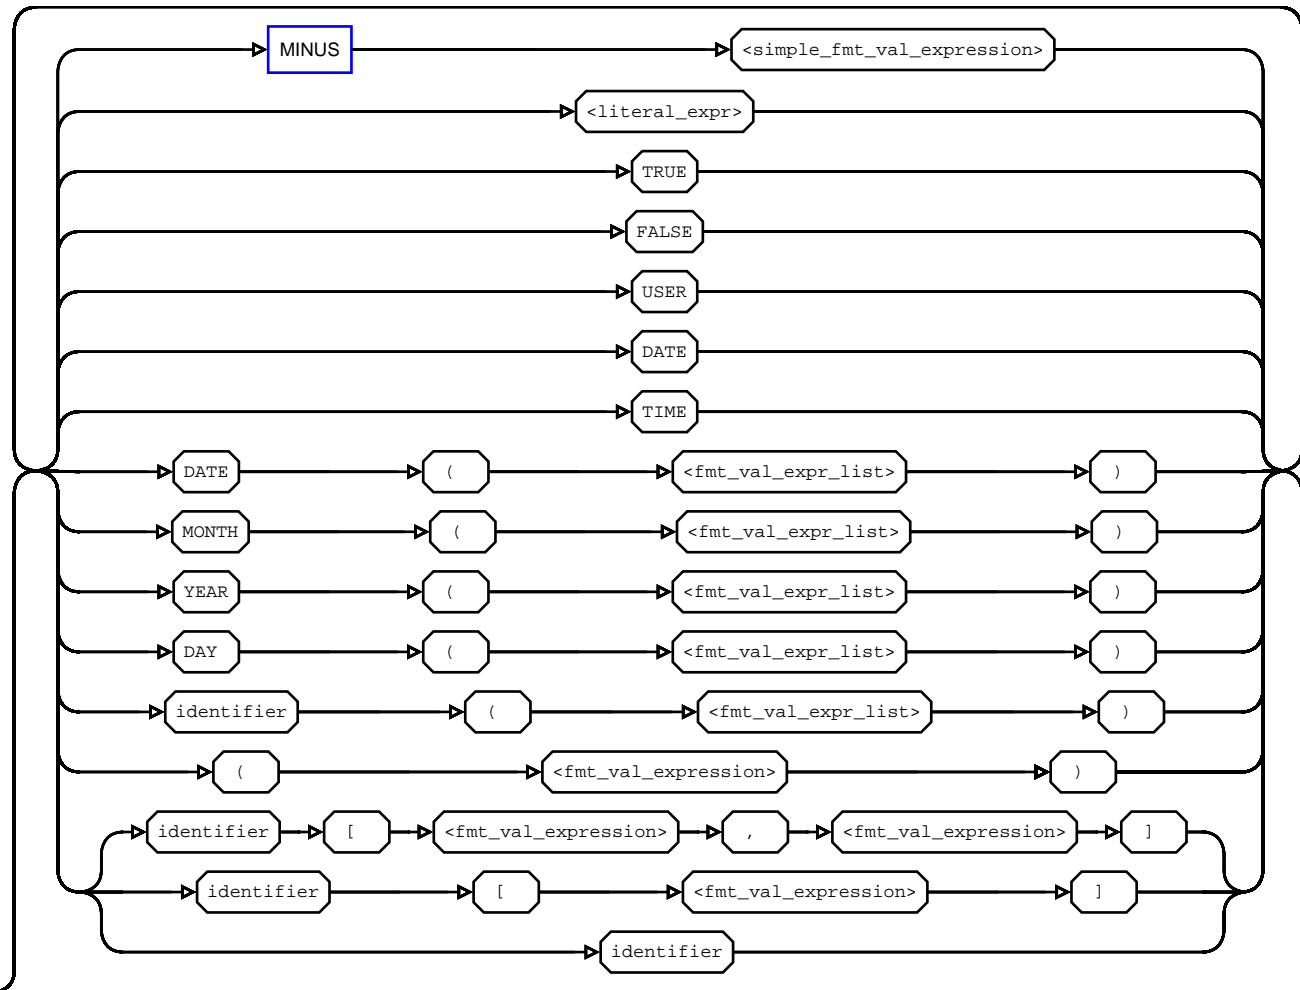 MINUS <simple_fmt_val_expression>
<literal_expr>
TRUE
FALSE
USER
DATE
TIME
DATE ( <fmt_val_expr_list> )
MONTH ( <fmt_val_expr_list> )
YEAR ( <fmt_val_expr_list> )
DAY ( <fmt_val_expr_list> )
identifier ( <fmt_val_expr_list> )
( <fmt_val_expression> )
identifier [ <fmt_val_expression> , <fmt_val_expression> ]
identifier [ <fmt_val_expression> ]
identifier